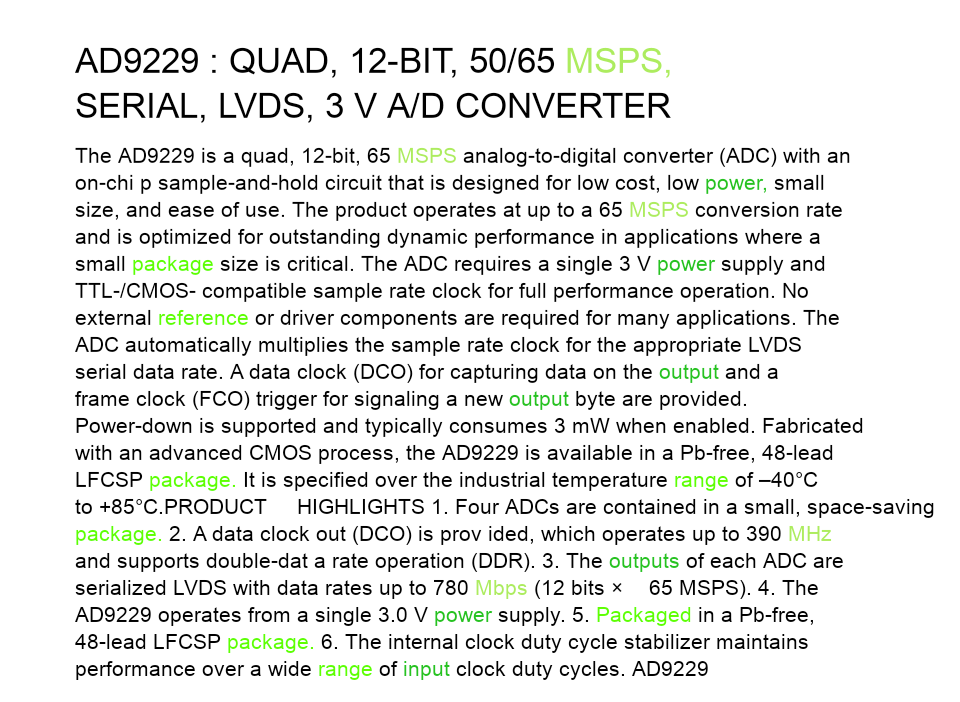 AD9229 : QUAD, 12-BIT, 50/65 MSPS,
SERIAL, LVDS, 3 V A/D CONVERTER
The AD9229 is a quad, 12-bit, 65 MSPS analog-to-digital converter (ADC) with an
on-chi p sample-and-hold circuit that is designed for low cost, low power, small
size, and ease of use. The product operates at up to a 65 MSPS conversion rate
and is optimized for outstanding dynamic performance in applications where a
small package size is critical. The ADC requires a single 3 V power supply and
TTL-/CMOS- compatible sample rate clock for full performance operation. No
external reference or driver components are required for many applications. The
ADC automatically multiplies the sample rate clock for the appropriate LVDS
serial data rate. A data clock (DCO) for capturing data on the output and a
frame clock (FCO) trigger for signaling a new output byte are provided.
Power-down is supported and typically consumes 3 mW when enabled. Fabricated
with an advanced CMOS process, the AD9229 is available in a Pb-free, 48-lead
LFCSP package. It is specified over the industrial temperature range of –40°C
to +85°C.PRODUCT HIGHLIGHTS 1. Four ADCs are contained in a small, space-saving
package. 2. A data clock out (DCO) is prov ided, which operates up to 390 MHz
and supports double-dat a rate operation (DDR). 3. The outputs of each ADC are
serialized LVDS with data rates up to 780 Mbps (12 bits × 65 MSPS). 4. The
AD9229 operates from a single 3.0 V power supply. 5. Packaged in a Pb-free,
48-lead LFCSP package. 6. The internal clock duty cycle stabilizer maintains
performance over a wide range of input clock duty cycles. AD9229